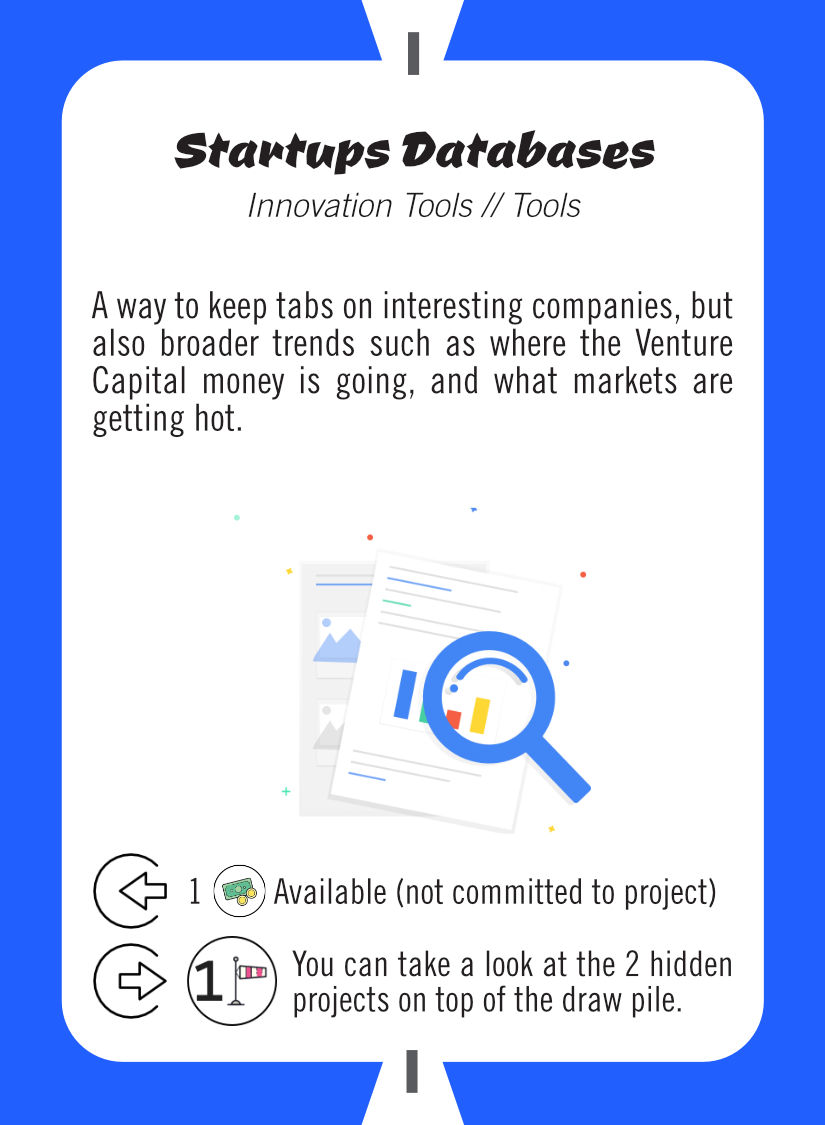 I
Startups Databases
Innovation Tools // Tools
A way to keep tabs on interesting companies, but
also broader trends such as where the Venture
Capital money is going, and what markets are
getting hot.
1 Available (not committed to project)
1 You can take a look at the 2 hidden
projects on top of the draw pile.
I